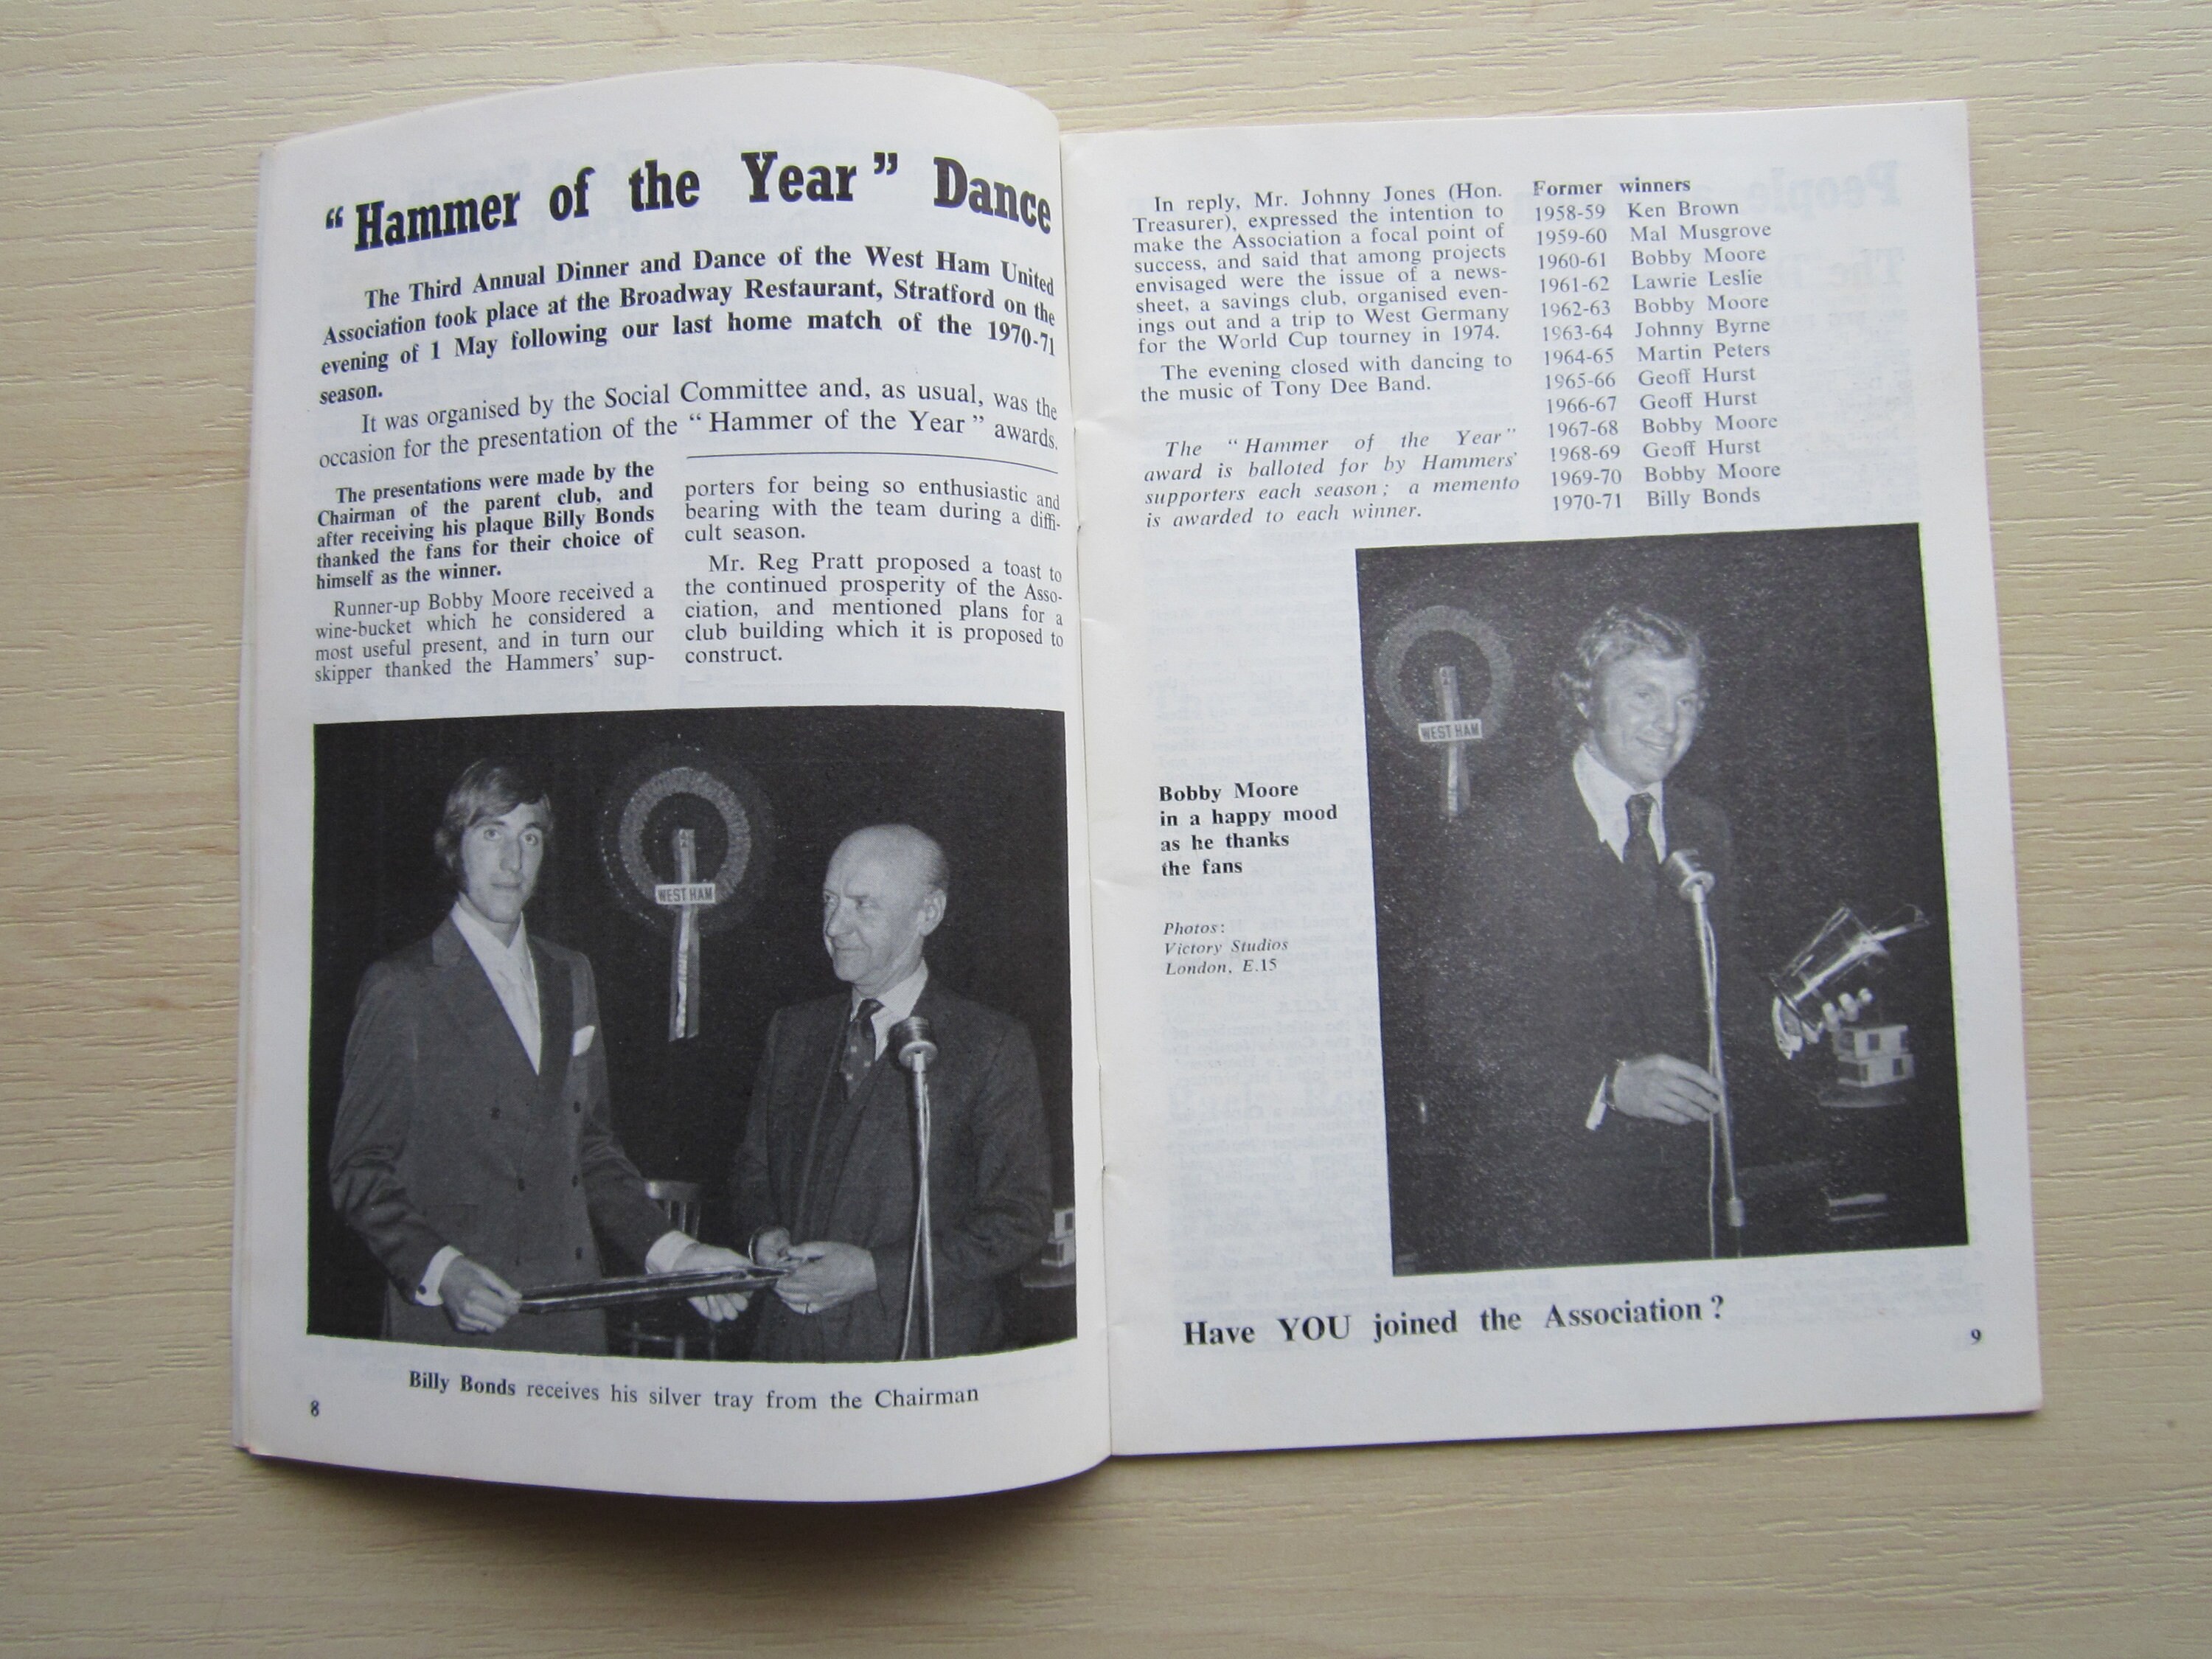 “ Hammer of the Year ” Dance
The Third Annual Dinner and Dance of the West Ham United
Association took place at the Broadway Restaurant, Stratford on the
evening of 1 May following our last home match of the 1970-71
season.
It was organised by the Social Committee and, as usual, was the
occasion for the presentation of the “ Hammer of the Year ” awards.
The presentations were made by the
Chairman of the parent club, and
after receiving his plaque Billy Bonds
thanked the fans for their choice of
himself as the winner.
Runner-up Bobby Moore received a
wine-bucket which he considered a
most useful present, and in turn our
skipper thanked the Hammers’ sup-
porters for being so enthusiastic and
bearing with the team during a diffi-
cult season.
Mr. Reg Pratt proposed a toast to
the continued prosperity of the Asso-
ciation, and mentioned plans for a
club building which it is proposed to
construct.
WEST HAM
Billy Bonds receives his silver tray from the Chairman
8
In reply, Mr. Johnny Jones (Hon.
Treasurer), expressed the intention to
make the Association a focal point of
success, and said that among projects
envisaged were the issue of a news-
sheet, a savings club, organised even-
ings out and a trip to West Germany
for the World Cup tourney in 1974.
The evening closed with dancing to
the music of Tony Dee Band.
The “ Hammer of the Year ”
award is balloted for by Hammers’
supporters each season ; a memento
is awarded to each winner.
Former winners
1958-59 Ken Brown
1959-60 Mal Musgrove
1960-61 Bobby Moore
1961-62 Lawrie Leslie
1962-63 Bobby Moore
1963-64 Johnny Byrne
1964-65 Martin Peters
1965-66 Geoff Hurst
1966-67 Geoff Hurst
1967-68 Bobby Moore
1968-69 Geoff Hurst
1969-70 Bobby Moore
1970-71 Billy Bonds
WEST HAM
Bobby Moore
in a happy mood
as he thanks
the fans
Photos :
Victory Studios
London, E.15
Have YOU joined the Association ?
9